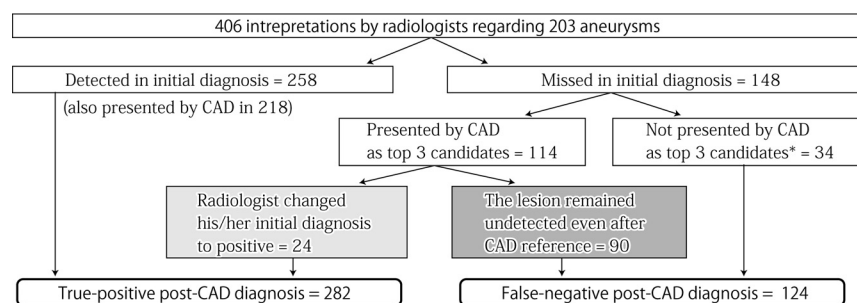 406 intrepretations by radiologists regarding 203 aneurysms
Detected in initial diagnosis = 258
Missed in initial diagnosis = 148
(also presented by CAD in 218)
Presented by CAD
as top 3 candidates = 114
Not presented by CAD
as top 3 candidates* = 34
Radiologist changed
his/her initial diagnosis
to positive = 24
The lesion remained
undetected even after
CAD reference = 90
True-positive post-CAD diagnosis = 282
False-negative post-CAD diagnosis = 124